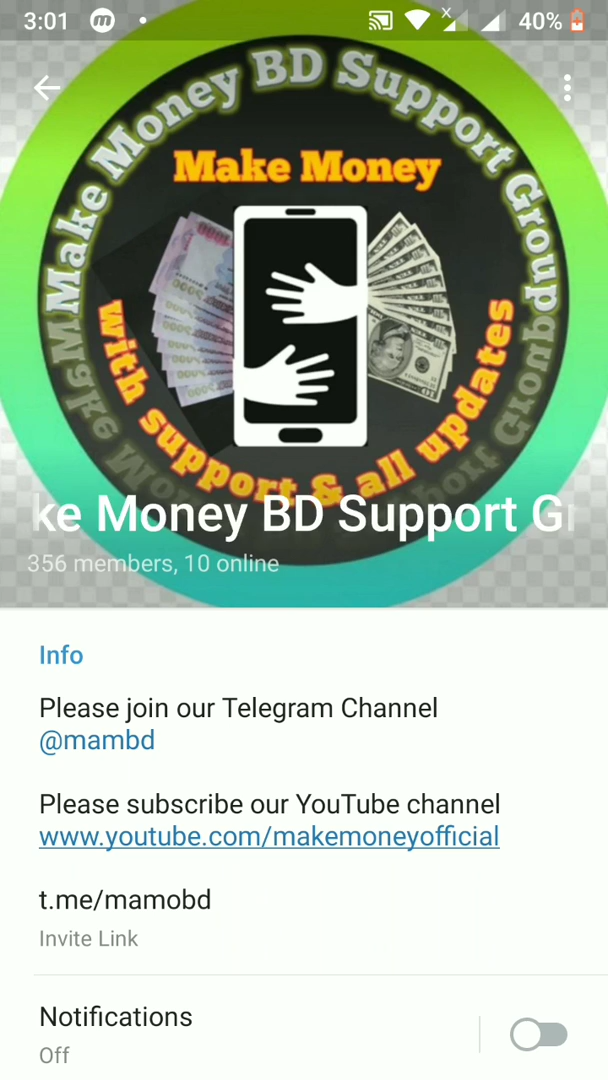 3:01
40%
Make Money BD Support Group
Make Money
with support & all updates
ke Money BD Support G
356 members, 10 online
Info
Please join our Telegram Channel
@mambd
Please subscribe our YouTube channel
www.youtube.com/makemoneyofficial
t.me/mamobd
Invite Link
Notifications
Off